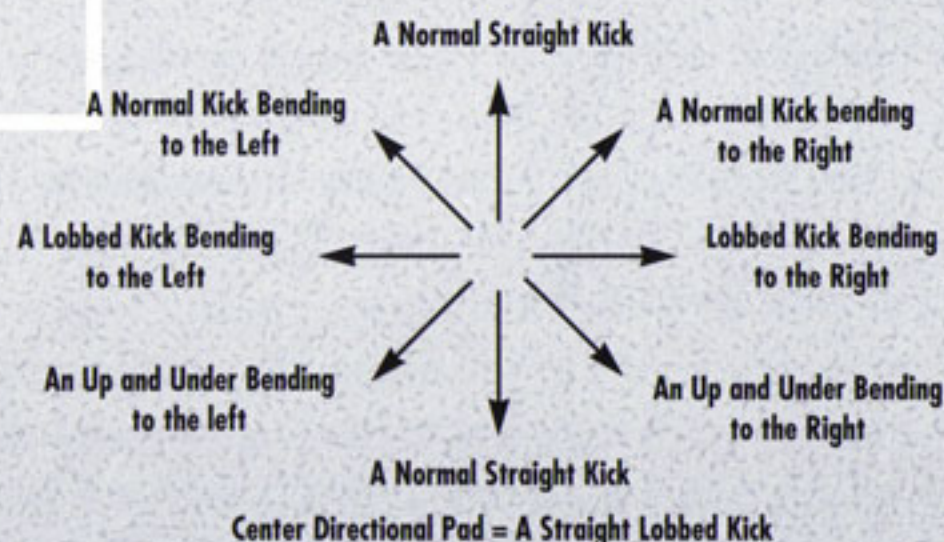 A Normal Straight Kick
A Normal Kick Bending
to the Left
A Normal Kick bending
to the Right
A Lobbed Kick Bending
to the Left
Lobbed Kick Bending
to the Right
An Up and Under Bending
to the left
An Up and Under Bending
to the Right
A Normal Straight Kick
Center Directional Pad = A Straight Lobbed Kick